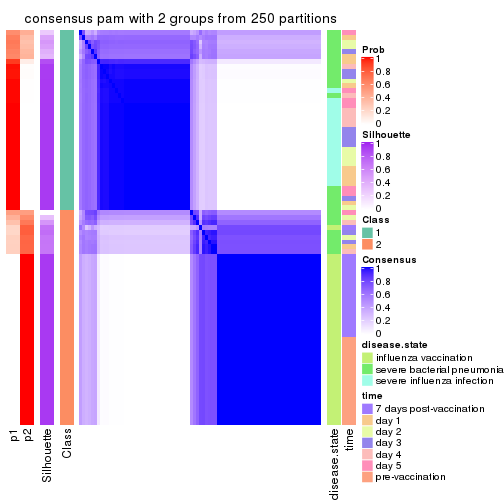 consensus pam with 2 groups from 250 partitions
Prob
1
0.8
0.6
0.4
0.2
0
Silhouette
1
0.8
0.6
0.4
0.2
0
Class
1
2
Consensus
1
0.8
0.6
0.4
0.2
0
disease.state
influenza vaccination
severe bacterial pneumonia
severe influenza infection
time
7 days post-vaccination
day 1
day 2
day 3
day 4
day 5
pre-vaccination
p1
p2
Silhouette
Class
disease.state
time